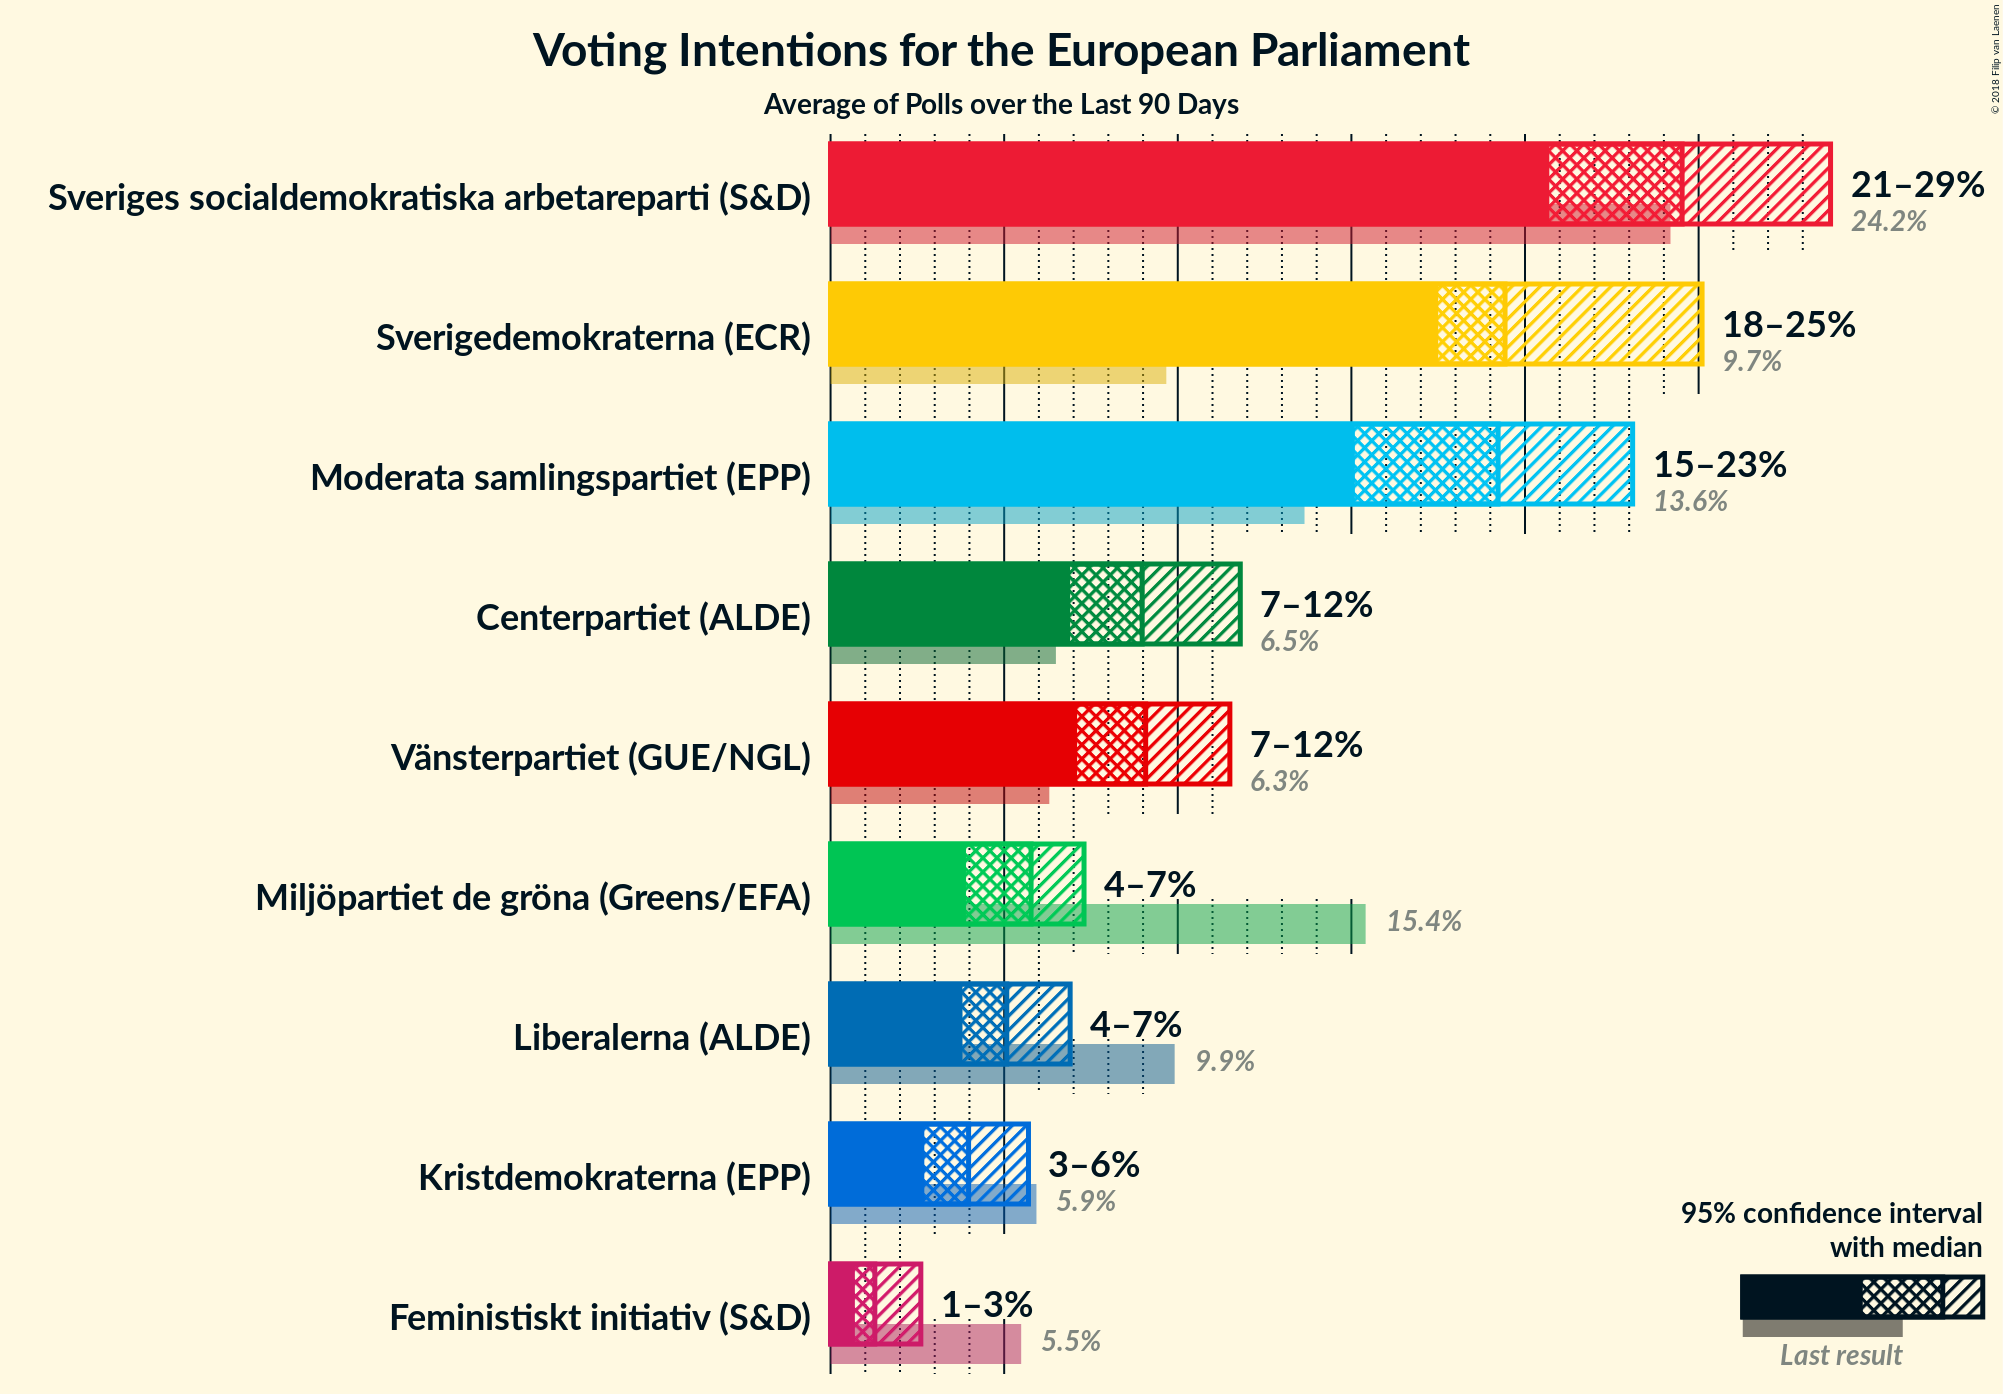 Voting Intentions for the European Parliament
Average of Polls over the Last 90 Days
© 2018 Filip van Laenen
Sveriges socialdemokratiska arbetareparti (S&D)
21–29%
24.2%
Sverigedemokraterna (ECR)
18–25%
9.7%
Moderata samlingspartiet (EPP)
15–23%
13.6%
Centerpartiet (ALDE)
7–12%
6.5%
Vänsterpartiet (GUE/NGL)
7–12%
6.3%
Miljöpartiet de gröna (Greens/EFA)
4–7%
15.4%
Liberalerna (ALDE)
4–7%
9.9%
Kristdemokraterna (EPP)
3–6%
5.9%
Feministiskt initiativ (S&D)
1–3%
5.5%
95% confidence interval
with median
Last result